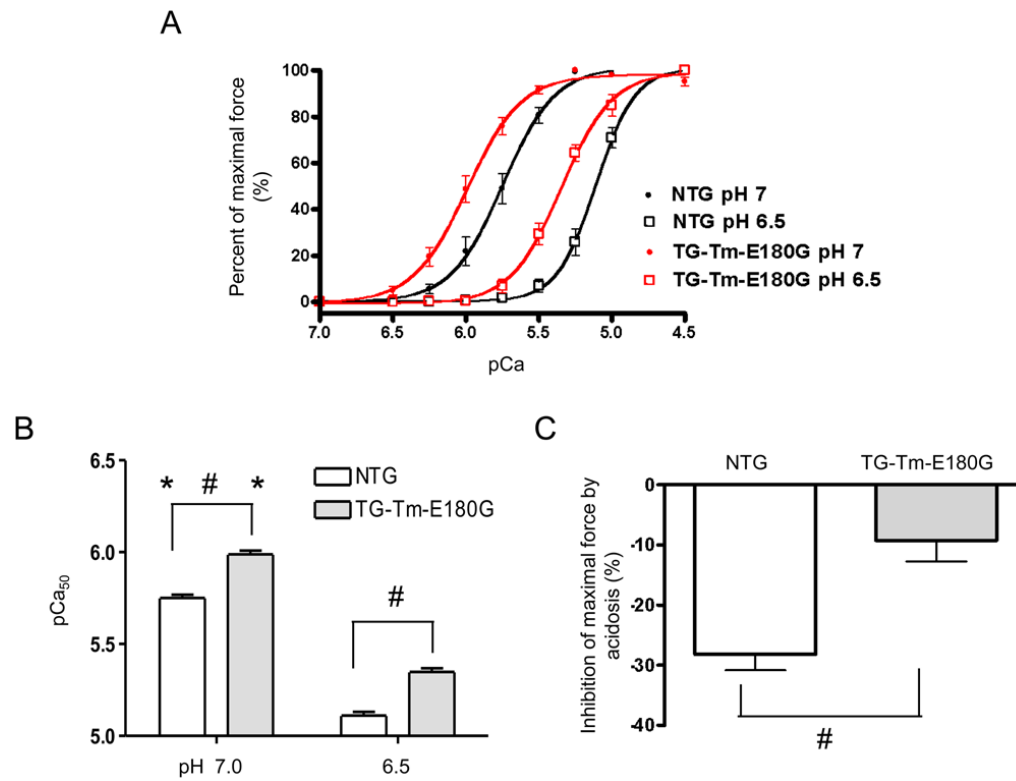 A
Percent of maximal force
(%)
100
80
60
40
20
0
7.0 6.5 6.0 5.5 5.0 4.5
pCa
NTG pH 7
NTG pH 6.5
TG-Tm-E180G pH 7
TG-Tm-E180G pH 6.5
B
pCa50
6.5
6.0
5.5
5.0
* # *
#
NTG
TG-Tm-E180G
pH 7.0 6.5
C
NTG TG-Tm-E180G
Inhibition of maximal force by
acidosis (%)
0
-10
-20
-30
-40
#